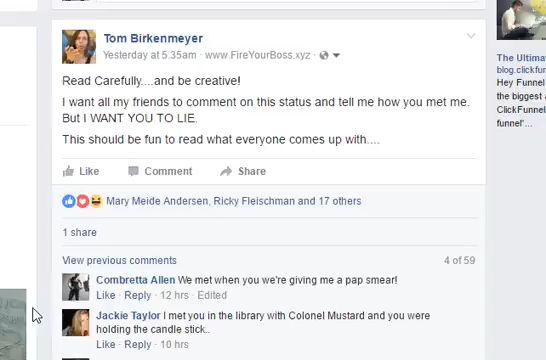 Tom Birkenmeyer
Yesterday at 5:35am · www.FireYourBoss.xyz ·
Read Carefully....and be creative!
I want all my friends to comment on this status and tell me how you met me.
But I WANT YOU TO LIE.
This should be fun to read what everyone comes up with....
Like Comment Share
Mary Meide Andersen, Ricky Fleischman and 17 others
1 share
View previous comments 4 of 59
Combretta Allen We met when you we're giving me a pap smear!
Like · Reply · 12 hrs · Edited
Jackie Taylor I met you in the library with Colonel Mustard and you were
holding the candle stick..
Like · Reply · 10 hrs
The Ultima
blog.clickfun
Hey Funnel
the biggest a
ClickFunnel
funnel'...